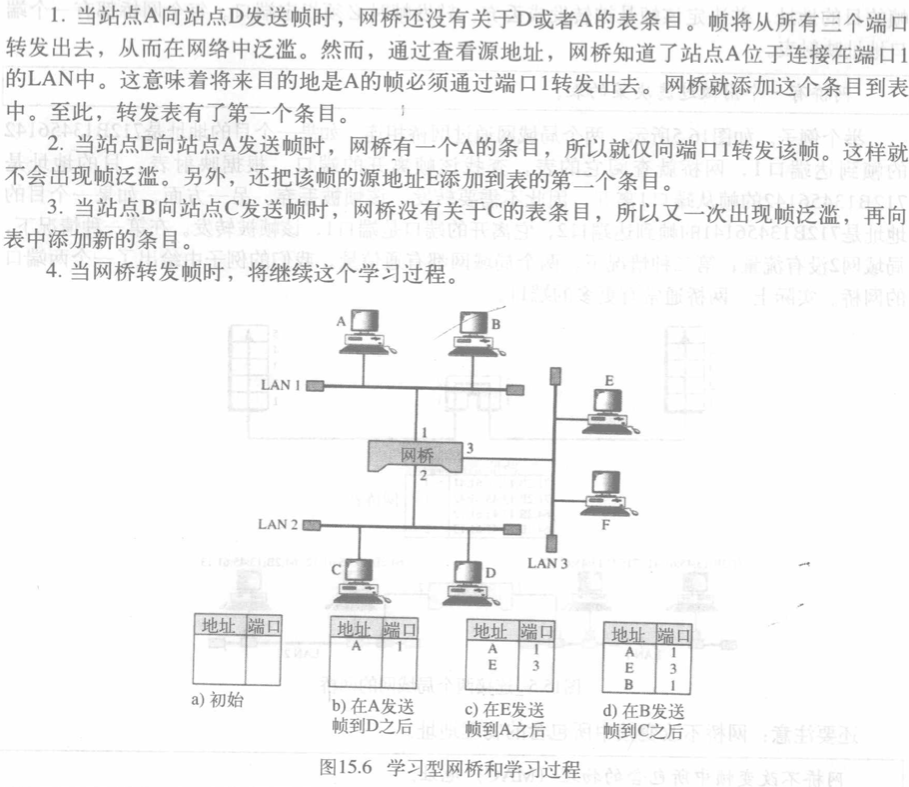 1. 当站点A向站点D发送帧时，网桥还没有关于D或者A的表条目。帧将从所有三个端口
转发出去，从而在网络中泛滥。然而，通过查看源地址，网桥知道了站点A位于连接在端口1
的LAN中。这意味着将来目的地是A的帧必须通过端口1转发出去。网桥就添加这个条目到表
中。至此，转发表有了第一个条目。
2. 当站点E向站点A发送帧时，网桥有一个A的条目，所以就仅向端口1转发该帧。这样就
不会出现帧泛滥。另外，还把该帧的源地址E添加到表的第二个条目。
3. 当站点B向站点C发送帧时，网桥没有关于C的表条目，所以又一次出现帧泛滥，再向
表中添加新的条目。
4. 当网桥转发帧时，将继续这个学习过程。
A
B
LAN 1
E
1
网桥
3
2
F
LAN 2
LAN 3
C
D
地址 端口
a) 初始
地址 端口
A 1
b) 在A发送
帧到D之后
地址 端口
A 1
E 3
c) 在E发送
帧到A之后
地址 端口
A 1
E 3
B 1
d) 在B发送
帧到C之后
图15.6 学习型网桥和学习过程